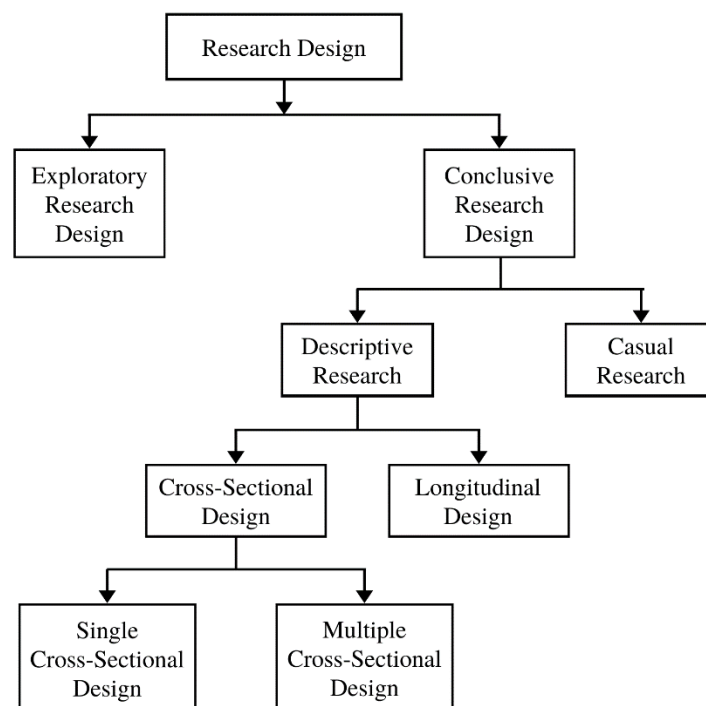 Research Design
Exploratory
Research
Design
Conclusive
Research
Design
Descriptive
Research
Casual
Research
Cross-Sectional
Design
Longitudinal
Design
Single
Cross-Sectional
Design
Multiple
Cross-Sectional
Design